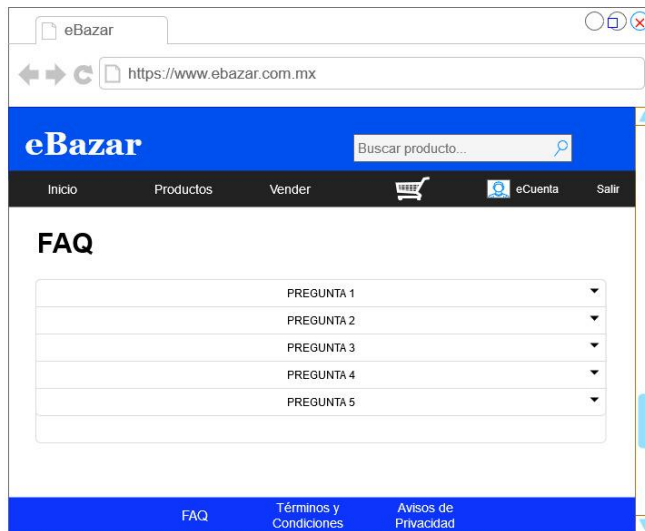 eBazar
https://www.ebazar.com.mx
eBazar
Buscar producto...
Inicio Productos Vender eCuenta Salir
FAQ
PREGUNTA 1
PREGUNTA 2
PREGUNTA 3
PREGUNTA 4
PREGUNTA 5
FAQ
Términos y
Condiciones
Avisos de
Privacidad